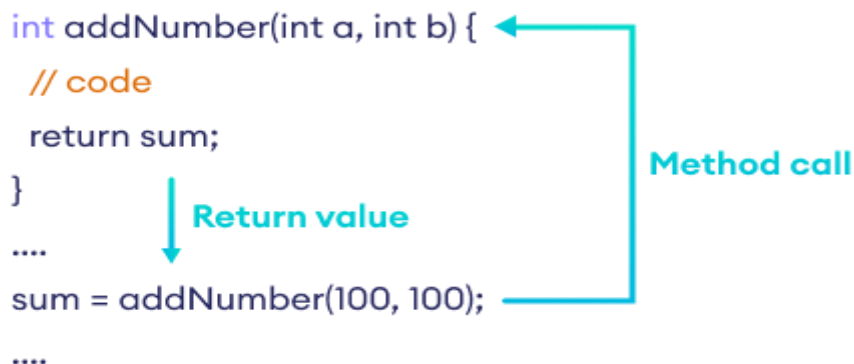 int addNumber(int a, int b) {
// code
return sum;
Method call
}
Return value
....
sum = addNumber(100, 100);
....